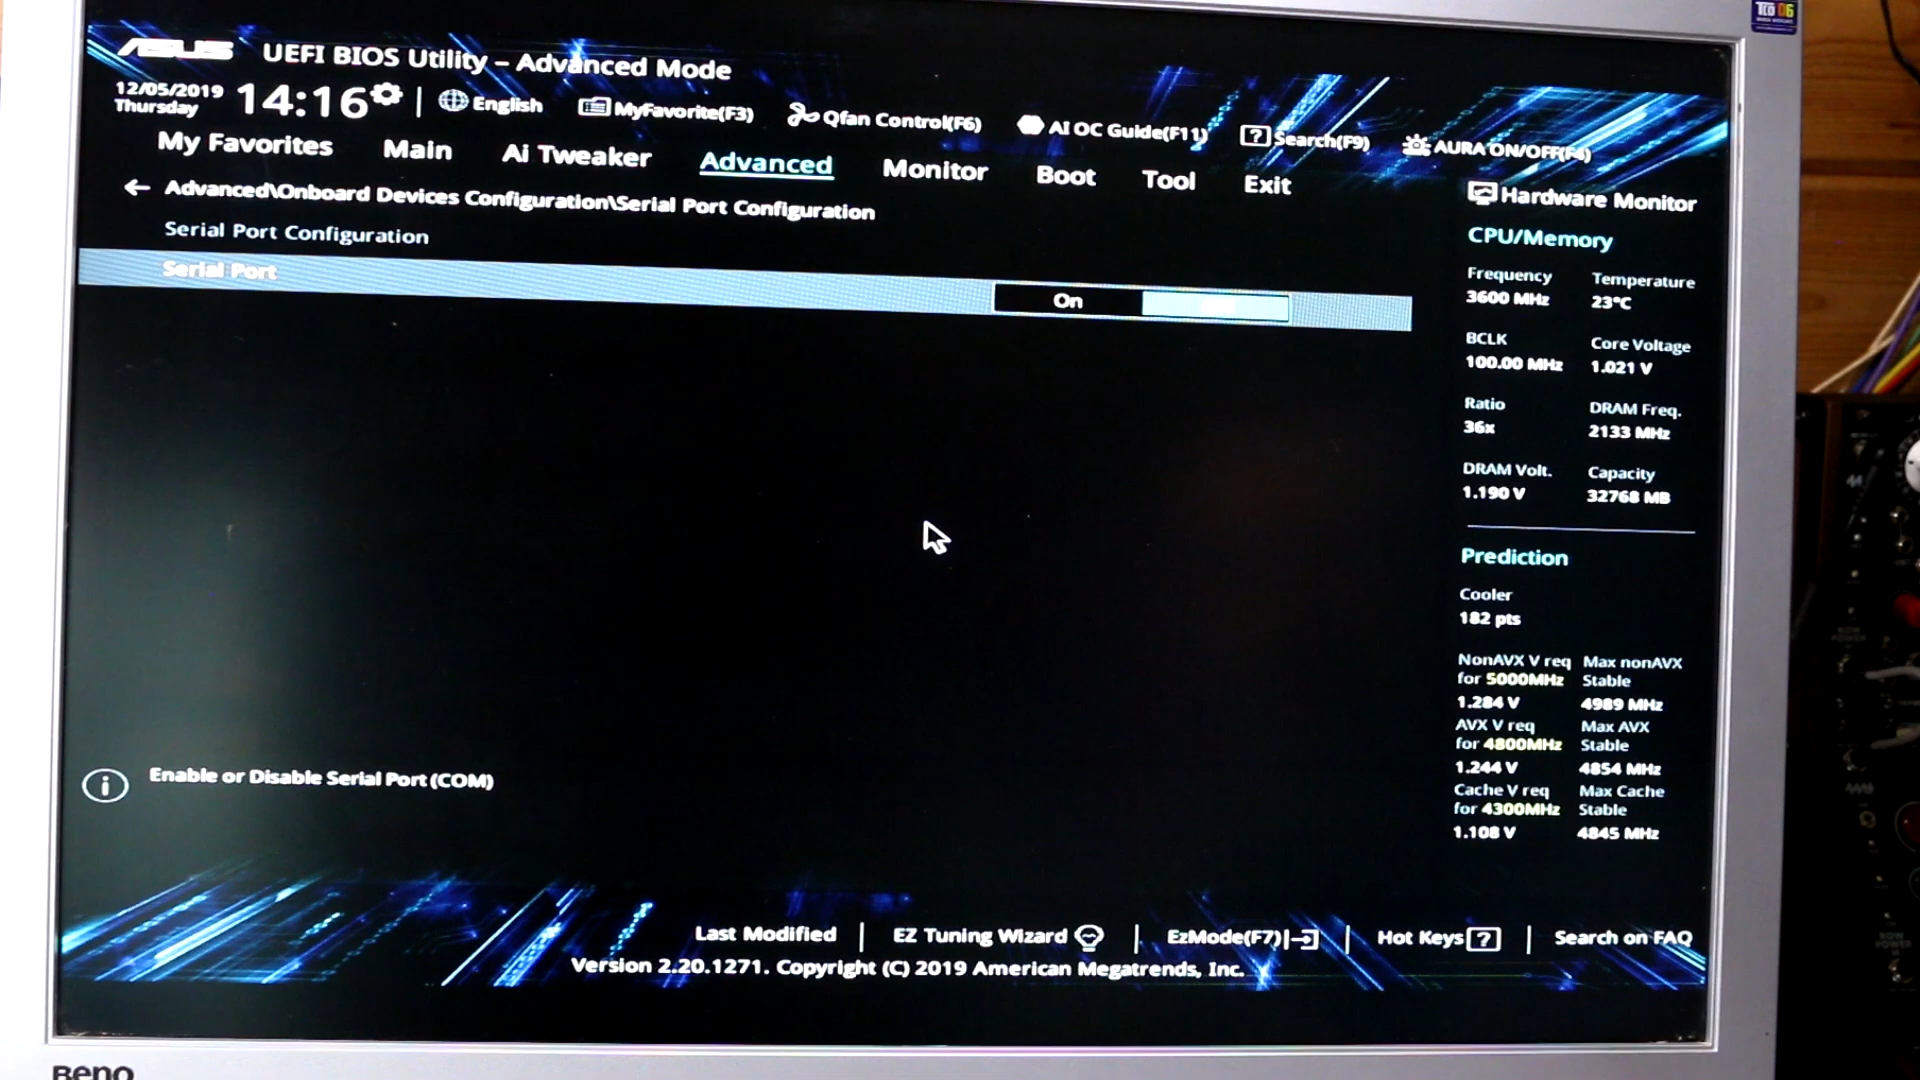 ASUS UEFI BIOS Utility – Advanced Mode
12/05/2019 Thursday 14:16 English MyFavorite(F3) Qfan Control(F6) AI OC Guide(F11) Search(F9) AURA ON/OFF(F4)
My Favorites Main Ai Tweaker Advanced Monitor Boot Tool Exit
Advanced\Onboard Devices Configuration\Serial Port Configuration
Serial Port Configuration
Serial Port On
Enable or Disable Serial Port (COM)
Hardware Monitor
CPU/Memory
Frequency Temperature
3600 MHz 23°C
BCLK Core Voltage
100.00 MHz 1.021 V
Ratio DRAM Freq.
36x 2133 MHz
DRAM Volt. Capacity
1.190 V 32768 MB
Prediction
Cooler
182 pts
NonAVX V req Max nonAVX
for 5000MHz Stable
1.284 V 4989 MHz
AVX V req Max AVX
for 4800MHz Stable
1.244 V 4854 MHz
Cache V req Max Cache
for 4300MHz Stable
1.108 V 4845 MHz
Last Modified EZ Tuning Wizard EzMode(F7) Hot Keys ? Search on FAQ
Version 2.20.1271. Copyright (C) 2019 American Megatrends, Inc.
TCO 06
BenQ